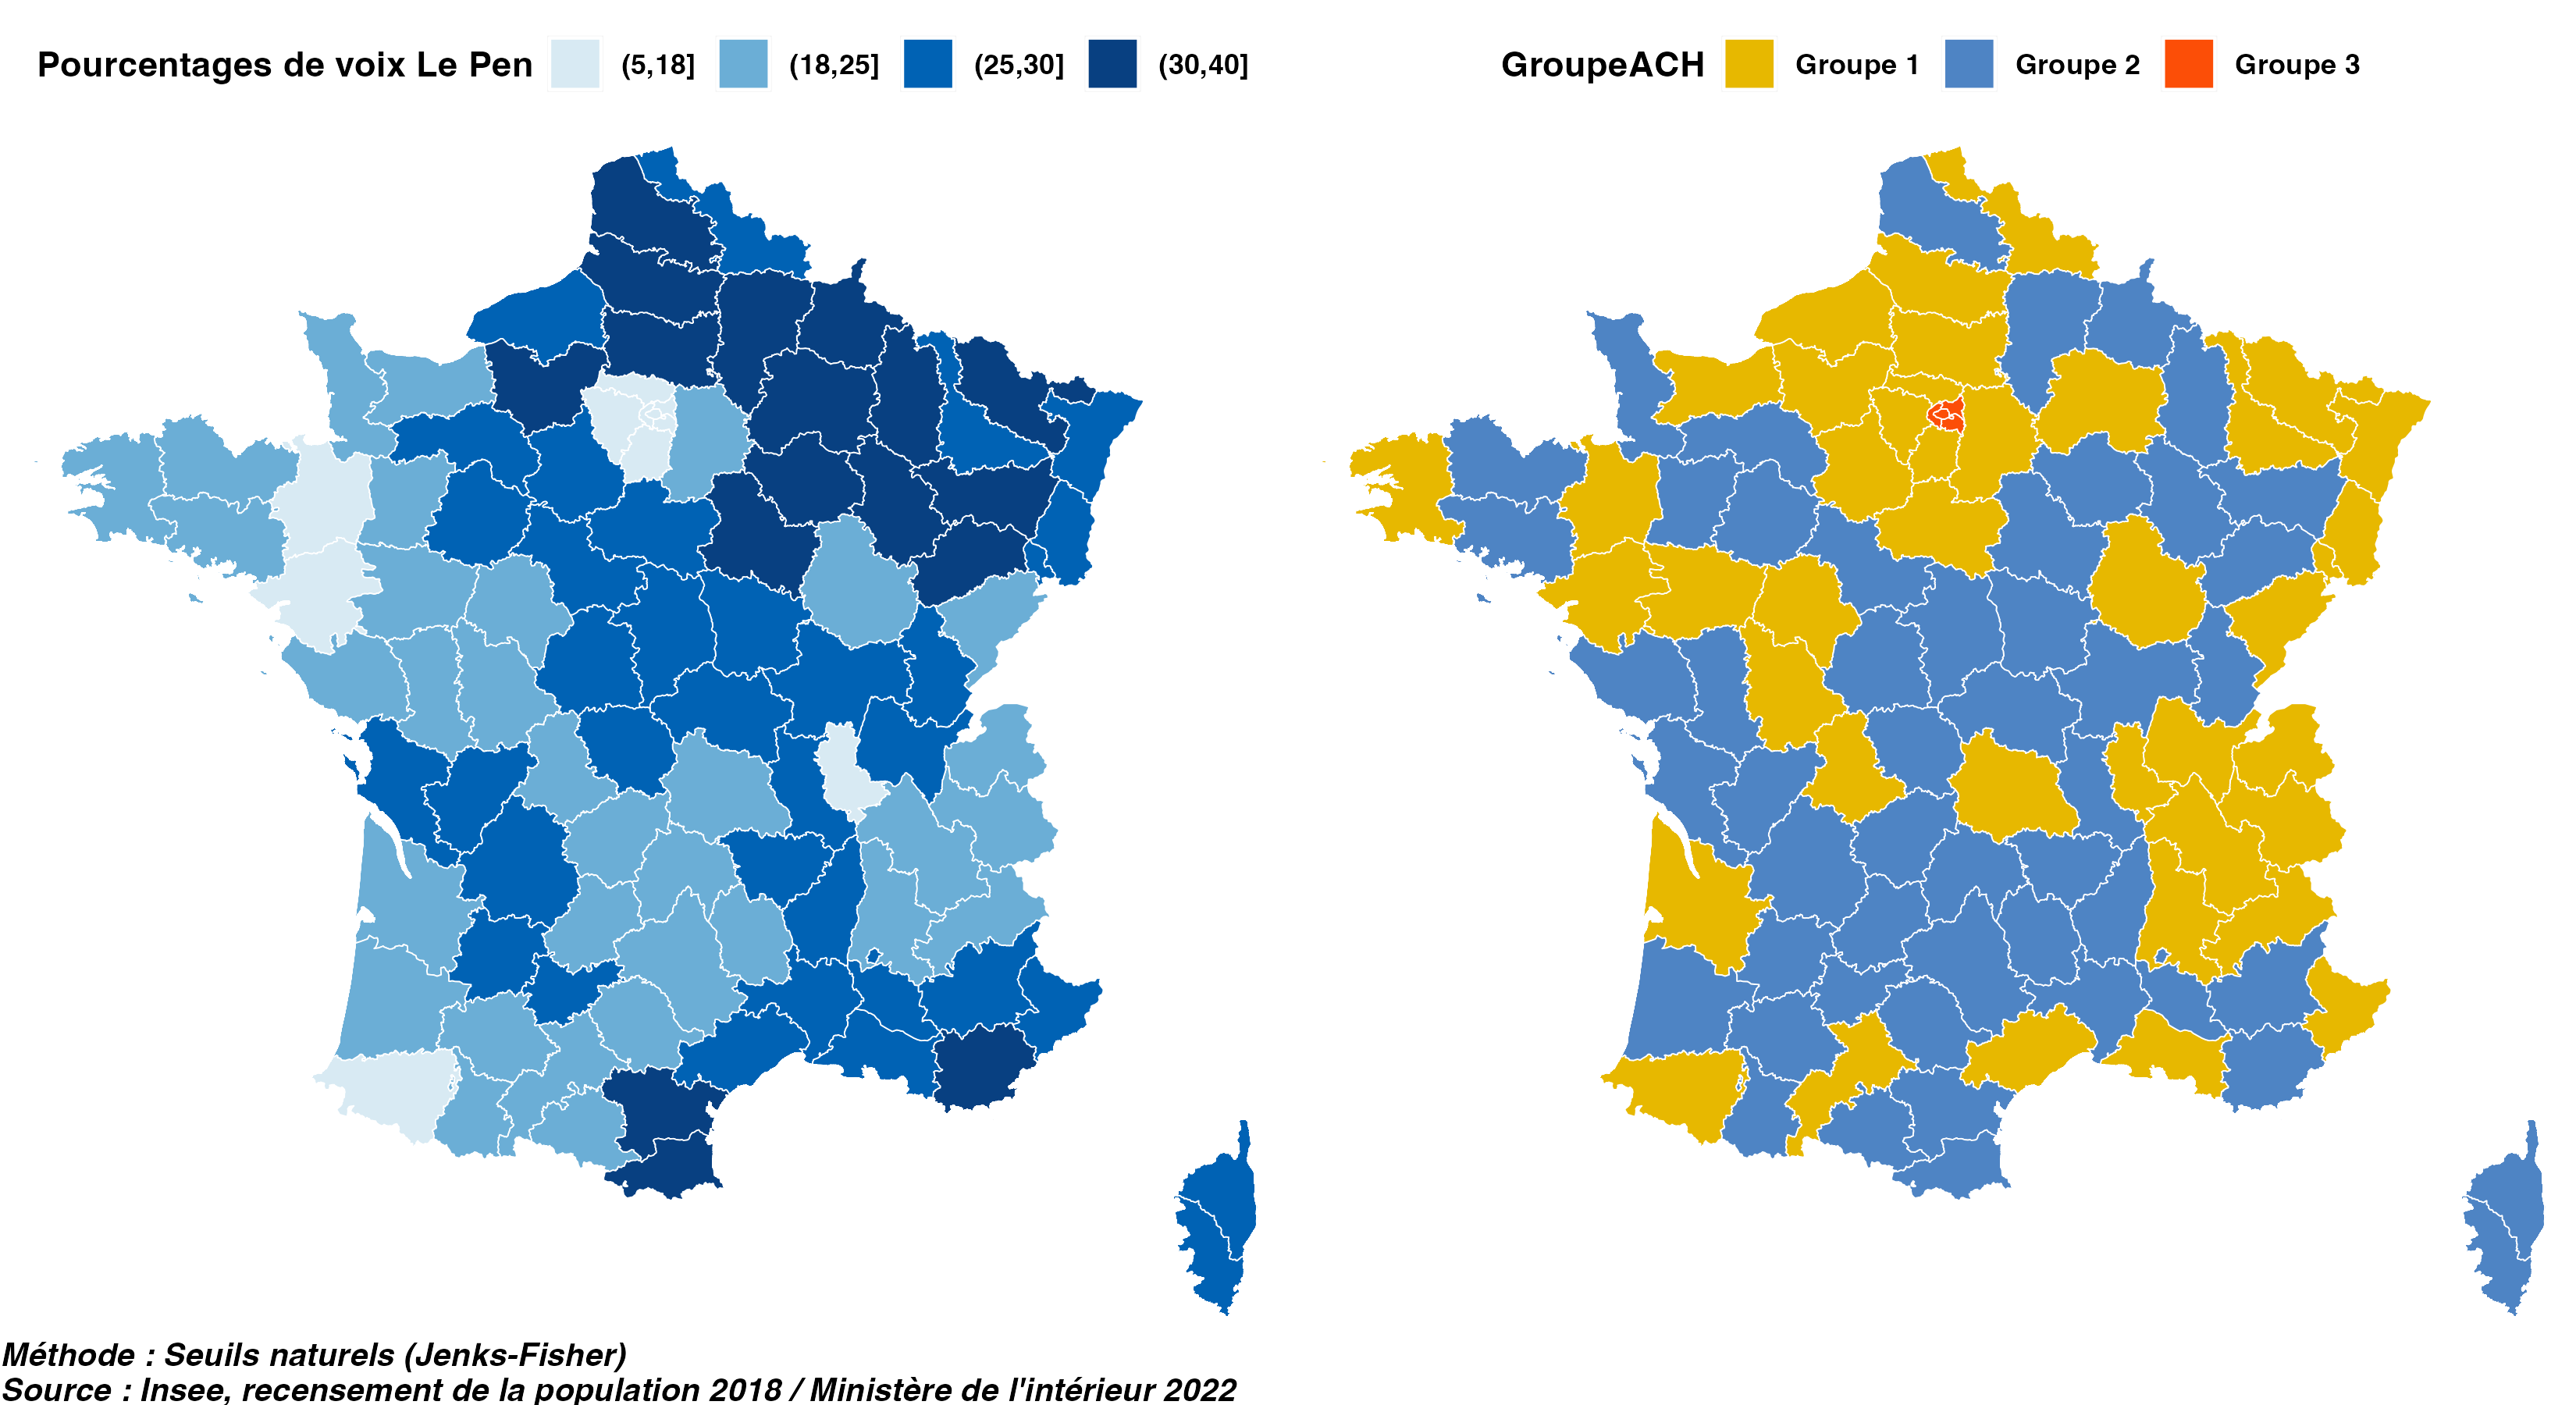 Pourcentages de voix Le Pen (5,18] (18,25] (25,30] (30,40]
GroupeACH Groupe 1 Groupe 2 Groupe 3
Méthode : Seuils naturels (Jenks-Fisher)
Source : Insee, recensement de la population 2018 / Ministère de l'intérieur 2022